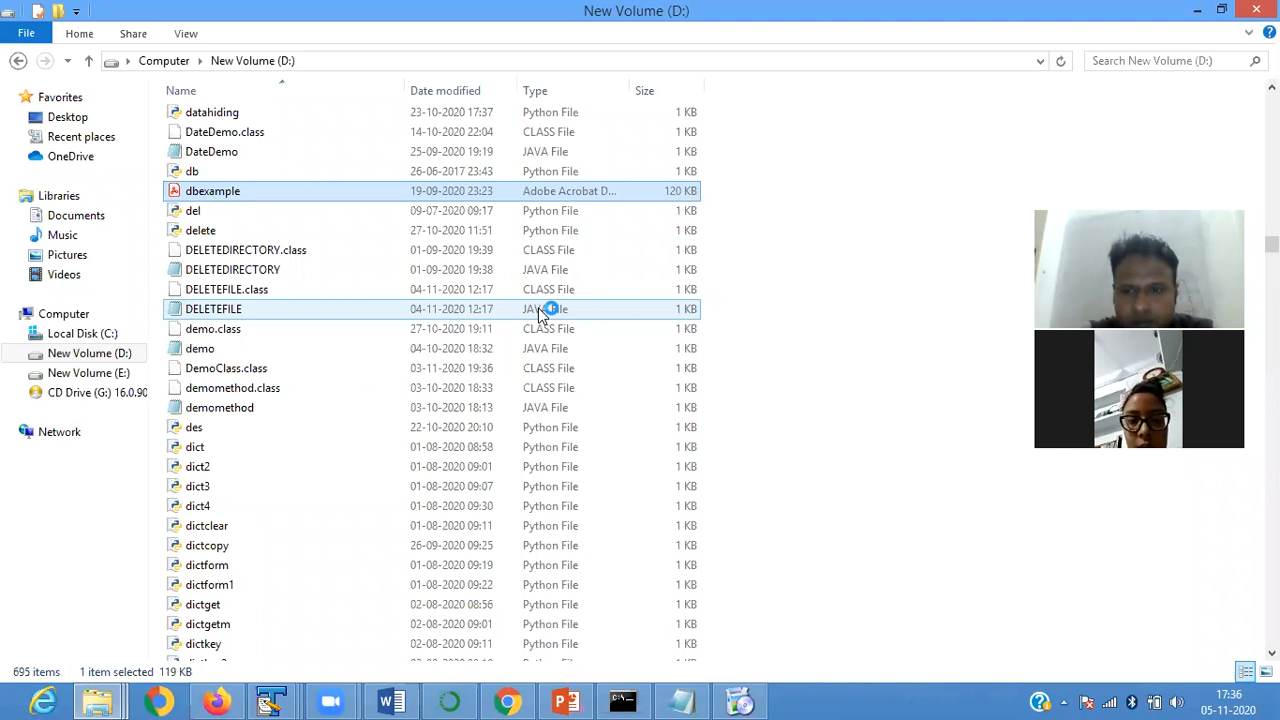 New Volume (D:)
File Home Share View
Computer New Volume (D:) Search New Volume (D:)
Name Date modified Type Size
Favorites
Desktop
Recent places
OneDrive
Libraries
Documents
Music
Pictures
Videos
Computer
Local Disk (C:)
New Volume (D:)
New Volume (E:)
CD Drive (G:) 16.0.90
Network
datahiding 23-10-2020 17:37 Python File 1 KB
DateDemo.class 14-10-2020 22:04 CLASS File 1 KB
DateDemo 25-09-2020 19:19 JAVA File 1 KB
db 26-06-2017 23:43 Python File 1 KB
dbexample 19-09-2020 23:23 Adobe Acrobat D... 120 KB
del 09-07-2020 09:17 Python File 1 KB
delete 27-10-2020 11:51 Python File 1 KB
DELETEDIRECTORY.class 01-09-2020 19:39 CLASS File 1 KB
DELETEDIRECTORY 01-09-2020 19:38 JAVA File 1 KB
DELETEFILE.class 04-11-2020 12:17 CLASS File 1 KB
DELETEFILE 04-11-2020 12:17 JAVA File 1 KB
demo.class 27-10-2020 19:11 CLASS File 1 KB
demo 04-10-2020 18:32 JAVA File 1 KB
DemoClass.class 03-11-2020 19:36 CLASS File 1 KB
demomethod.class 03-10-2020 18:33 CLASS File 1 KB
demomethod 03-10-2020 18:13 JAVA File 1 KB
des 22-10-2020 20:10 Python File 1 KB
dict 01-08-2020 08:58 Python File 1 KB
dict2 01-08-2020 09:01 Python File 1 KB
dict3 01-08-2020 09:07 Python File 1 KB
dict4 01-08-2020 09:30 Python File 1 KB
dictclear 01-08-2020 09:11 Python File 1 KB
dictcopy 26-09-2020 09:25 Python File 1 KB
dictform 01-08-2020 09:19 Python File 1 KB
dictform1 01-08-2020 09:22 Python File 1 KB
dictget 02-08-2020 08:56 Python File 1 KB
dictgetm 02-08-2020 09:01 Python File 1 KB
dictkey 02-08-2020 09:11 Python File 1 KB
695 items 1 item selected 119 KB
17:36
05-11-2020